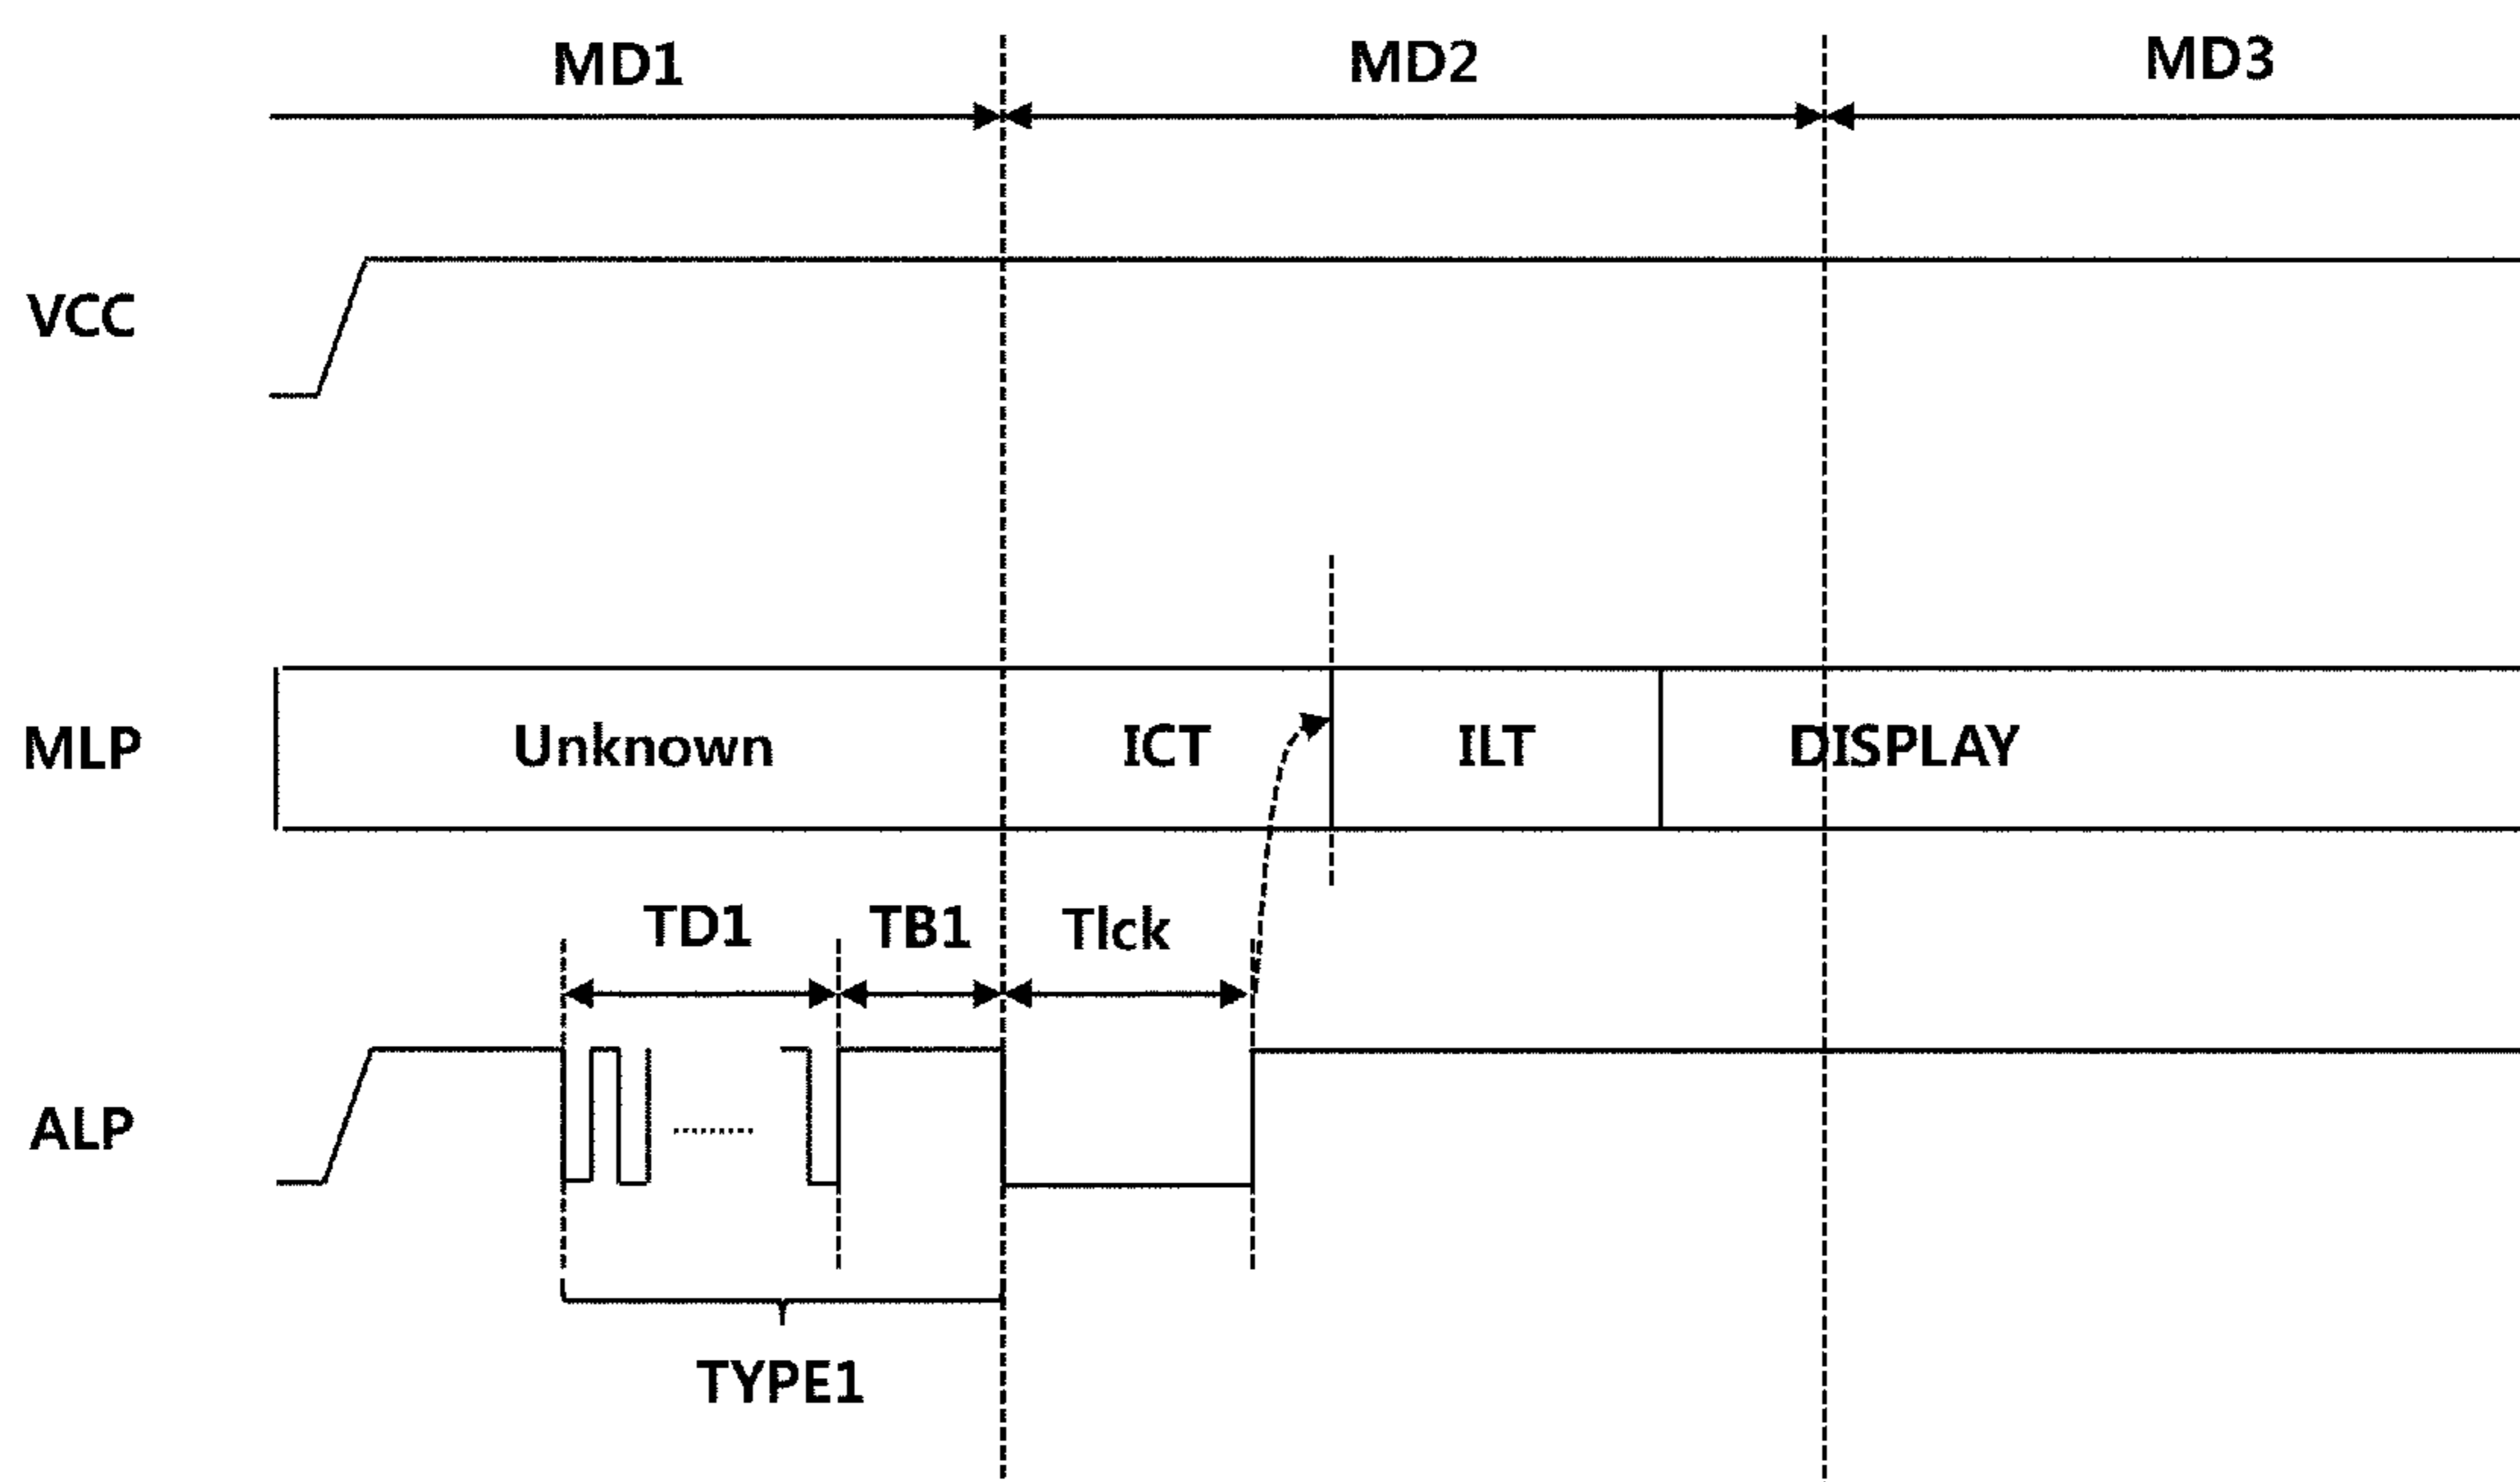 MD1 MD2 MD3
VCC
MLP Unknown ICT ILT DISPLAY
TD1 TB1 Tlck
ALP
TYPE1